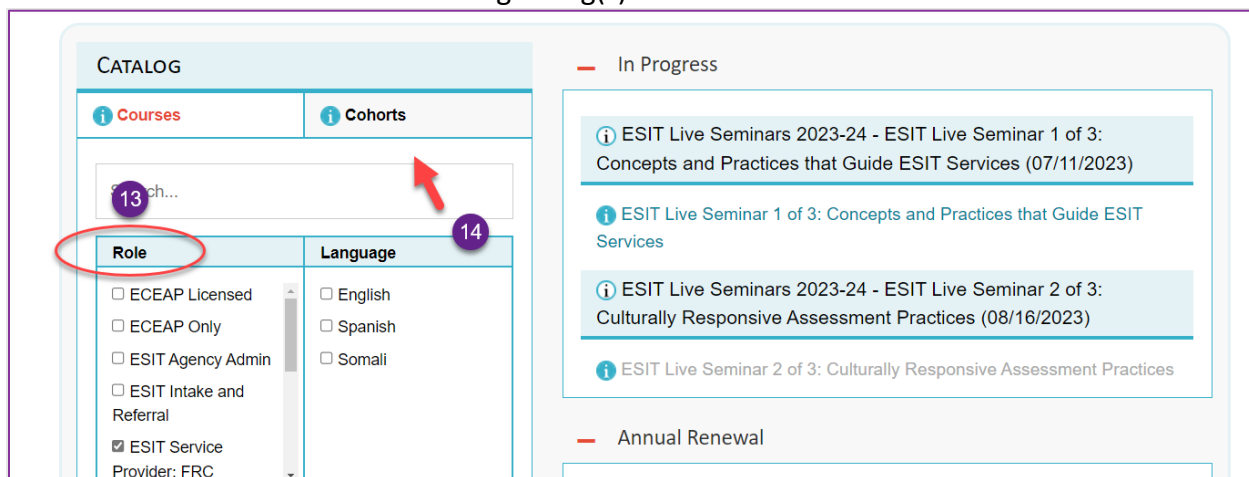 CATALOG
Courses
Cohorts
13
14
Role
Language
ECEAP Licensed
ECEAP Only
ESIT Agency Admin
ESIT Intake and
Referral
ESIT Service
Provider: FRC
English
Spanish
Somali
In Progress
ESIT Live Seminars 2023-24 - ESIT Live Seminar 1 of 3:
Concepts and Practices that Guide ESIT Services (07/11/2023)
ESIT Live Seminar 1 of 3: Concepts and Practices that Guide ESIT
Services
ESIT Live Seminars 2023-24 - ESIT Live Seminar 2 of 3:
Culturally Responsive Assessment Practices (08/16/2023)
ESIT Live Seminar 2 of 3: Culturally Responsive Assessment Practices
Annual Renewal